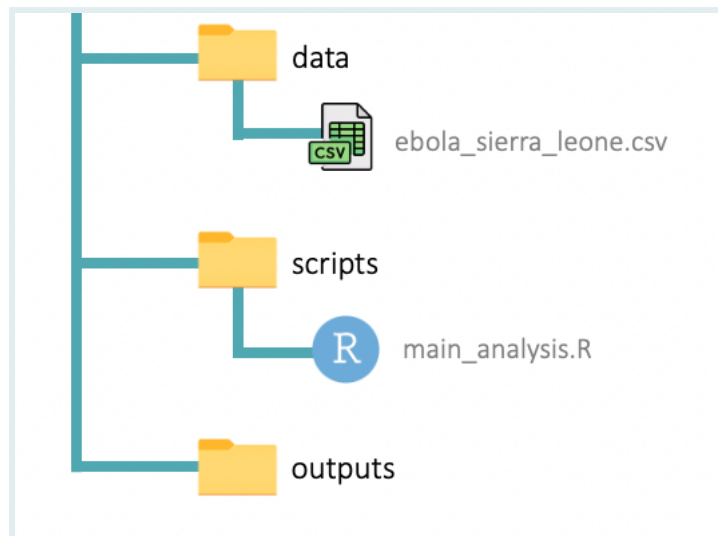 data
CSV
ebola_sierra_leone.csv
scripts
R
main_analysis.R
outputs